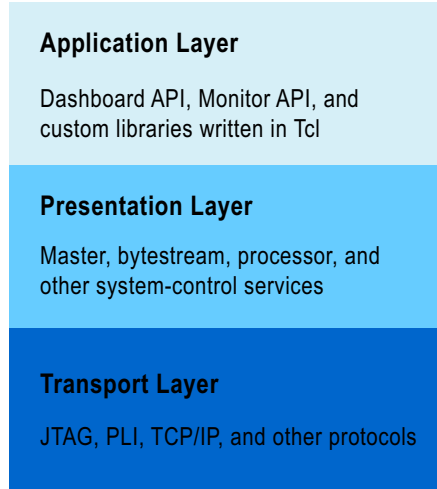 Application Layer
Dashboard API, Monitor API, and
custom libraries written in Tcl
Presentation Layer
Master, bytestream, processor, and
other system-control services
Transport Layer
JTAG, PLI, TCP/IP, and other protocols